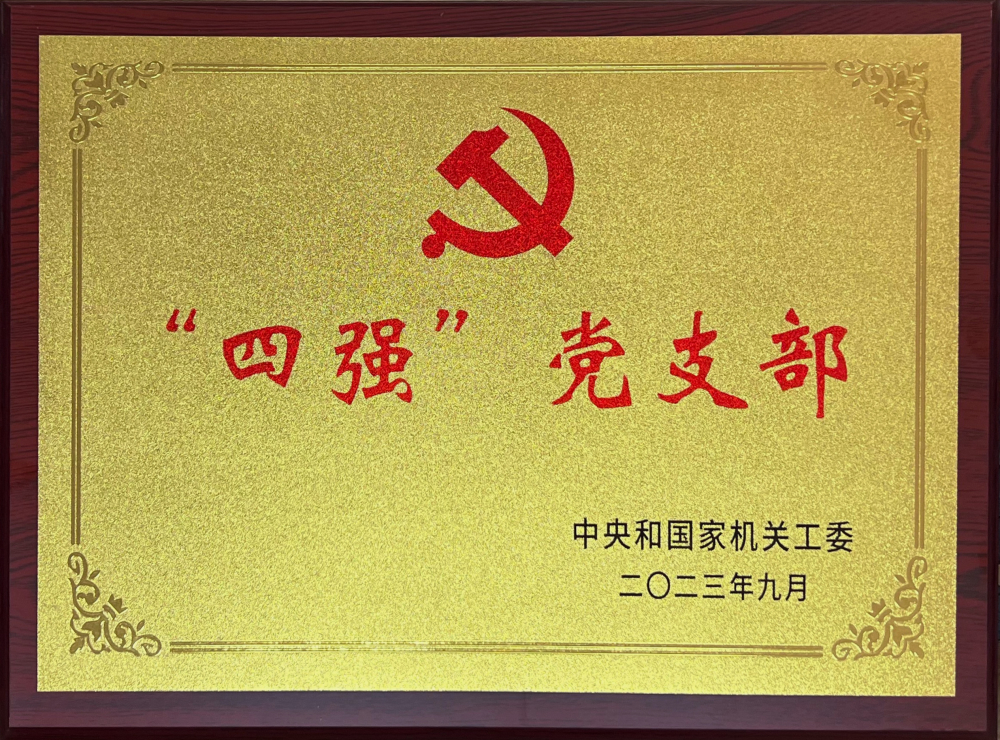 “四强”党支部
中央和国家机关工委
二〇二三年九月